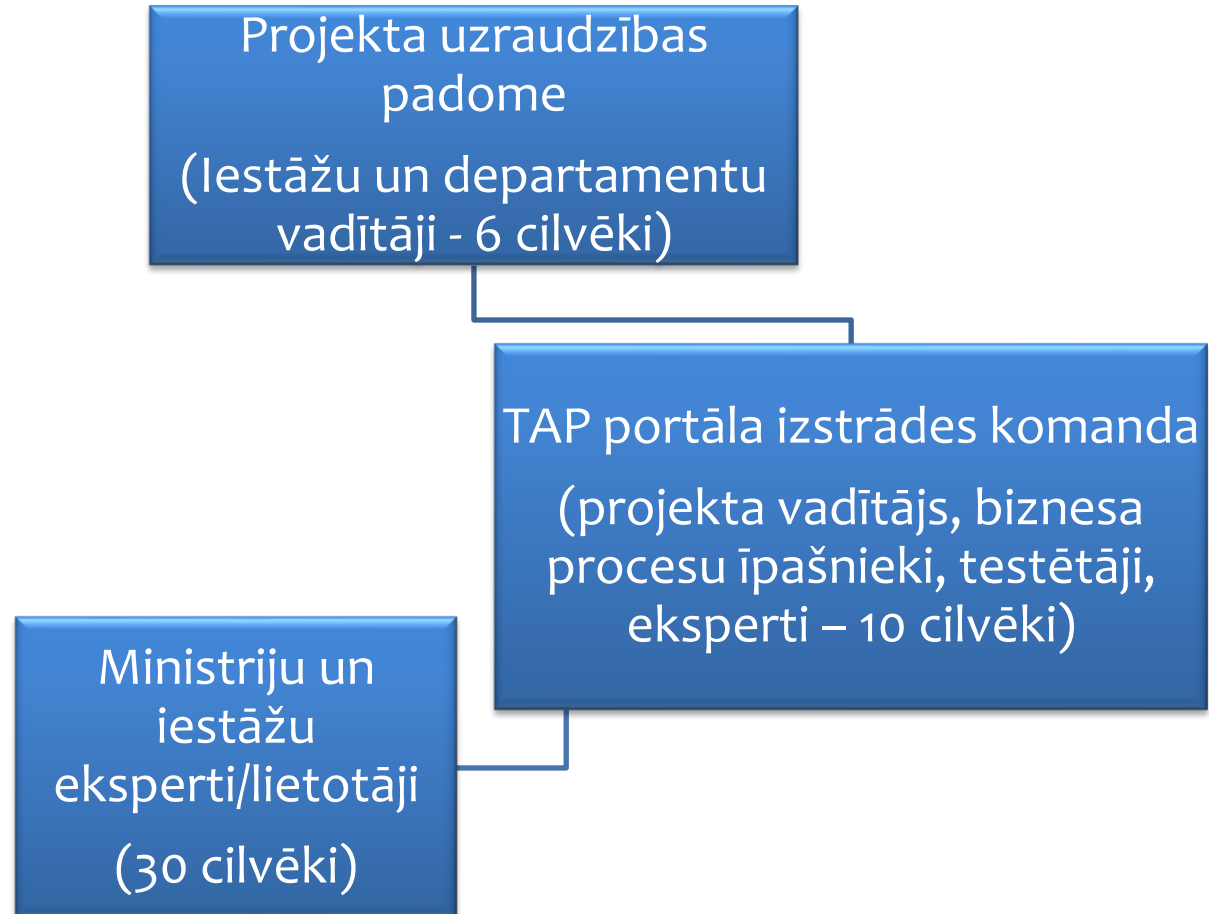 Projekta uzraudzības
padome
(Iestāžu un departamentu
vadītāji - 6 cilvēki)
TAP portāla izstrādes komanda
(projekta vadītājs, biznesa
procesu īpašnieki, testētāji,
eksperti – 10 cilvēki)
Ministriju un
iestāžu
eksperti/lietotāji
(30 cilvēki)